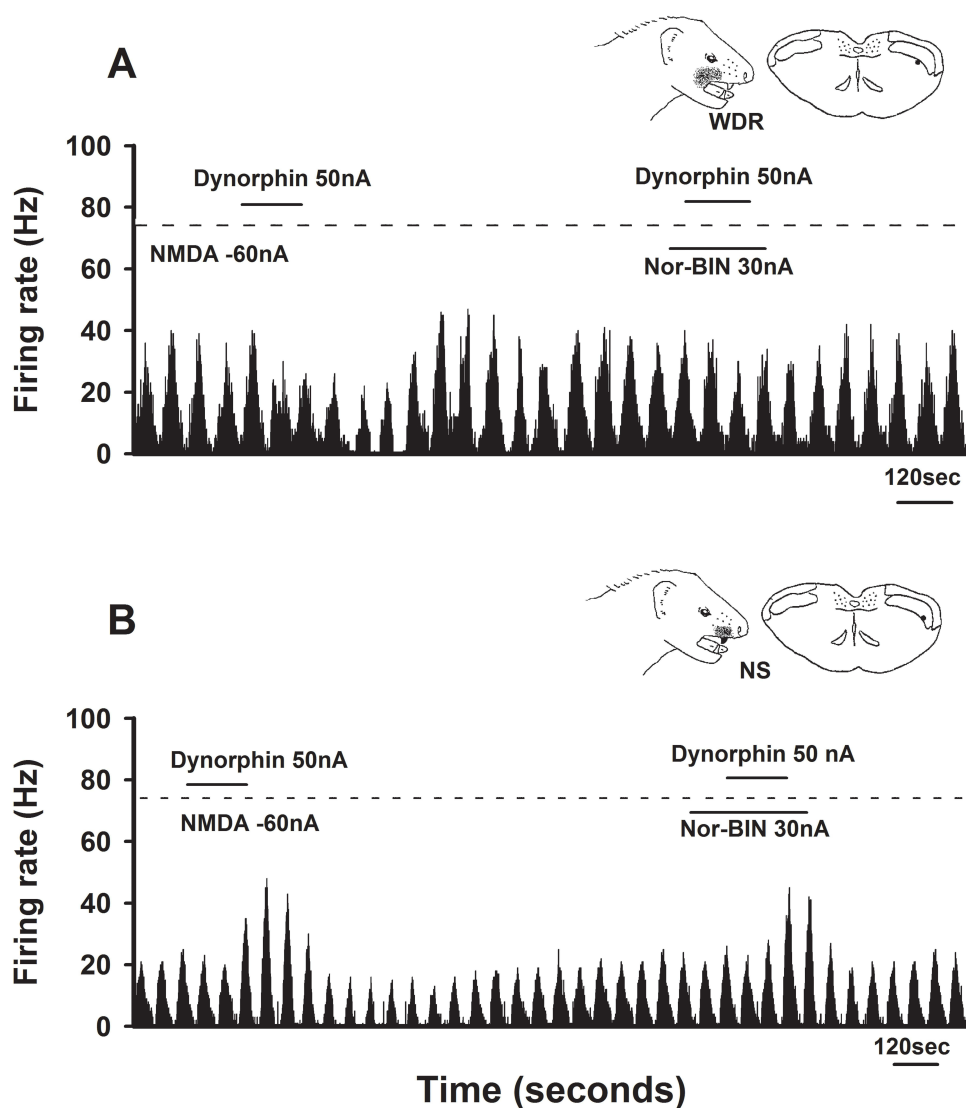 A
WDR
Firing rate (Hz)
100
80
60
40
20
0
Dynorphin 50nA
Dynorphin 50nA
NMDA -60nA
Nor-BIN 30nA
120sec
B
NS
Firing rate (Hz)
100
80
60
40
20
0
Dynorphin 50nA
Dynorphin 50 nA
NMDA -60nA
Nor-BIN 30nA
120sec
Time (seconds)